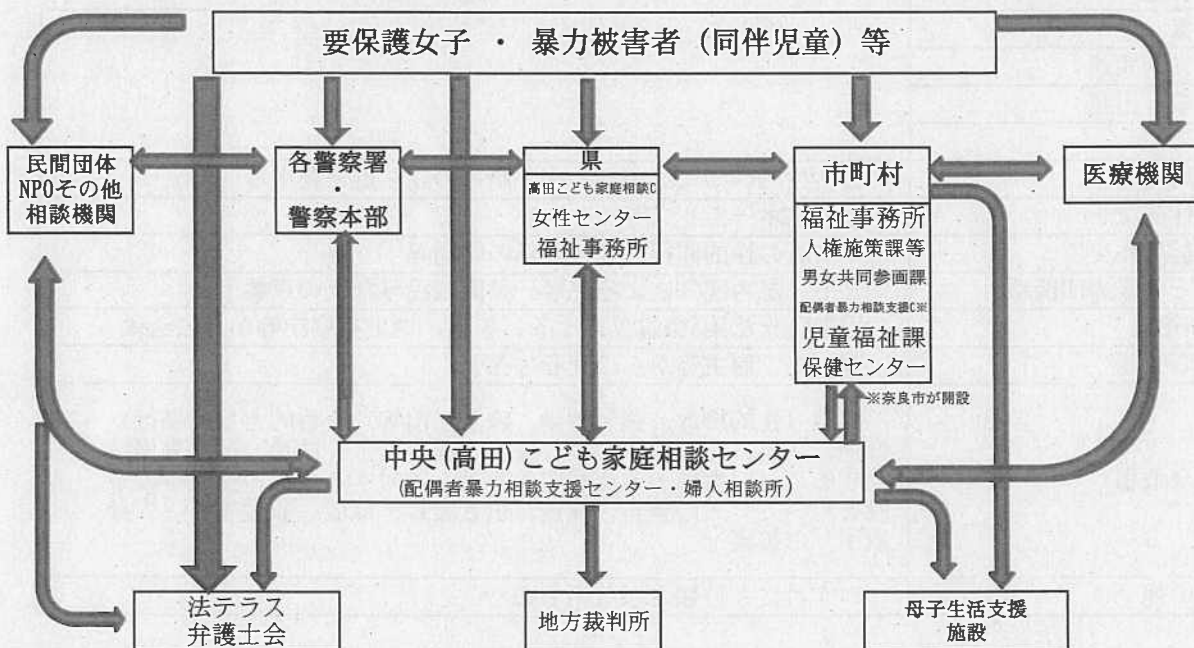 要保護女子 ・ 暴力被害者（同伴児童）等
民間団体
NPOその他
相談機関
各警察署
・
警察本部
県
高田こども家庭相談C
女性センター
福祉事務所
市町村
福祉事務所
人権施策課等
男女共同参画課
配偶者暴力相談支援C※
児童福祉課
保健センター
医療機関
※奈良市が開設
中央(高田)こども家庭相談センター
(配偶者暴力相談支援センター・婦人相談所)
法テラス
弁護士会
地方裁判所
母子生活支援
施設